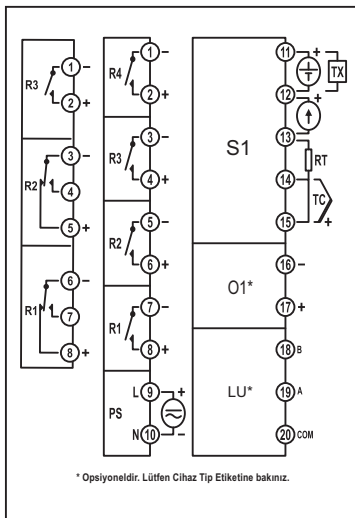 R3
1 −
2 +
R2
3 −
4
5 +
R1
6 −
7
8 +
R4
1 −
2 +
R3
3 −
4 +
R2
5 −
6 +
R1
7 −
8 +
PS
L 9 +
N 10 −
S1
11 +
TX
12
+
13
RT
14
TC
15 +
O1*
16 −
17 +
LU*
18 B
19 A
20 COM
* Opsiyoneldir. Lütfen Cihaz Tip Etiketine bakınız.